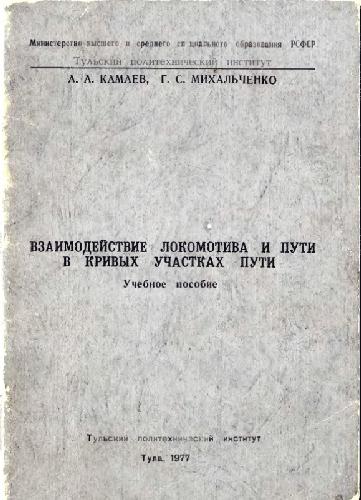 Министерство высшего и среднего специального образования РСФСР
Тульский политехнический институт
А. А. КАМАЕВ, Г. С. МИХАЛЬЧЕНКО
ВЗАИМОДЕЙСТВИЕ ЛОКОМОТИВА И ПУТИ
В КРИВЫХ УЧАСТКАХ ПУТИ
Учебное пособие
Тульский политехнический институт
Тула 1977